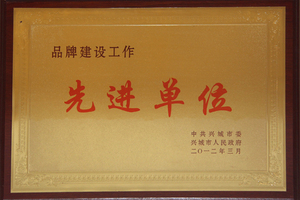 品牌建设工作
先进单位
中共兴城市委
兴城市人民政府
二〇一二年三月